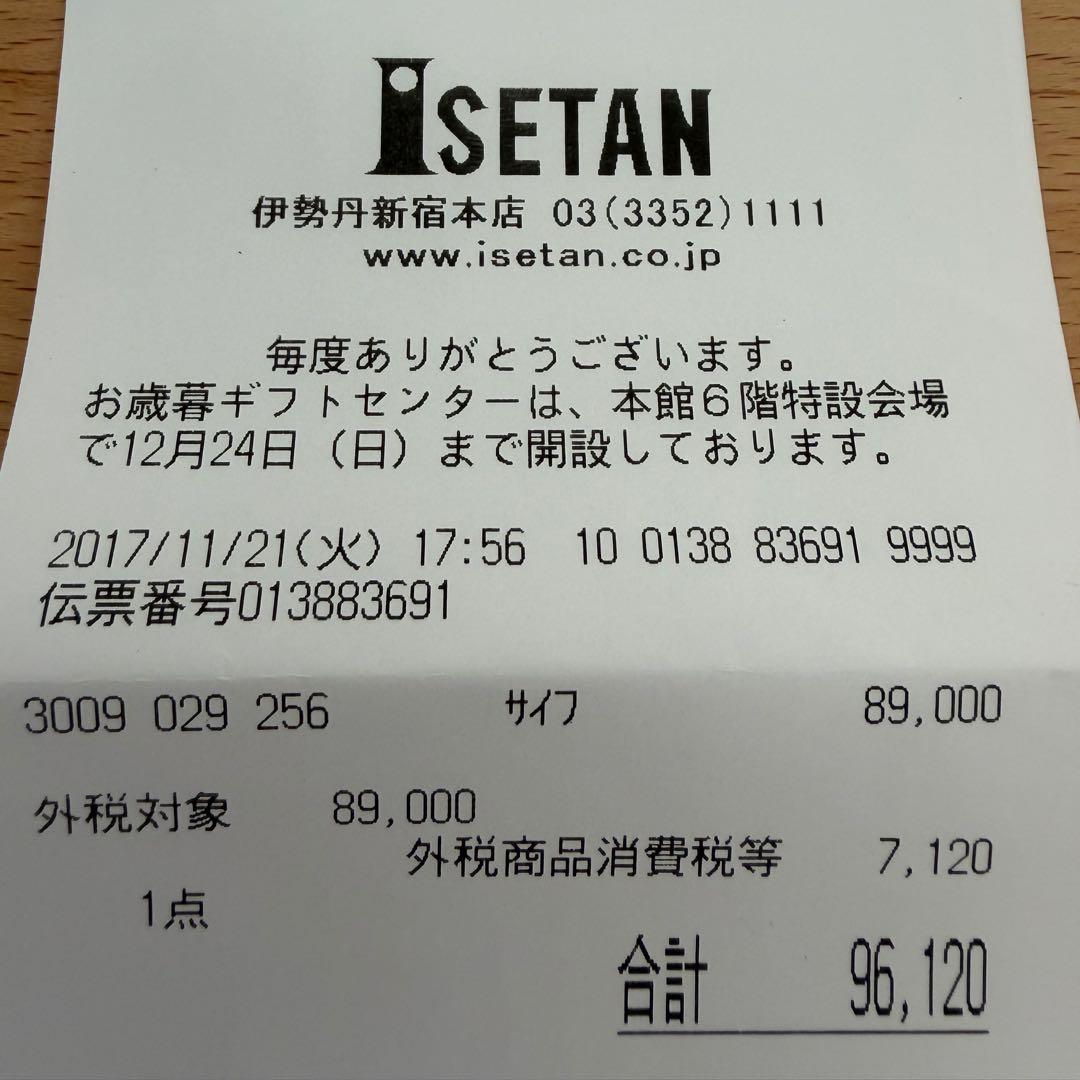 ISETAN
伊勢丹新宿本店 03(3352)1111
www.isetan.co.jp
毎度ありがとうございます。
お歳暮ギフトセンターは、本館6階特設会場
で12月24日（日）まで開設しております。
2017/11/21(火) 17:56 10 0138 83691 9999
伝票番号013883691
3009 029 256 サイフ 89,000
外税対象 89,000
外税商品消費税等 7,120
1点
合計 96,120